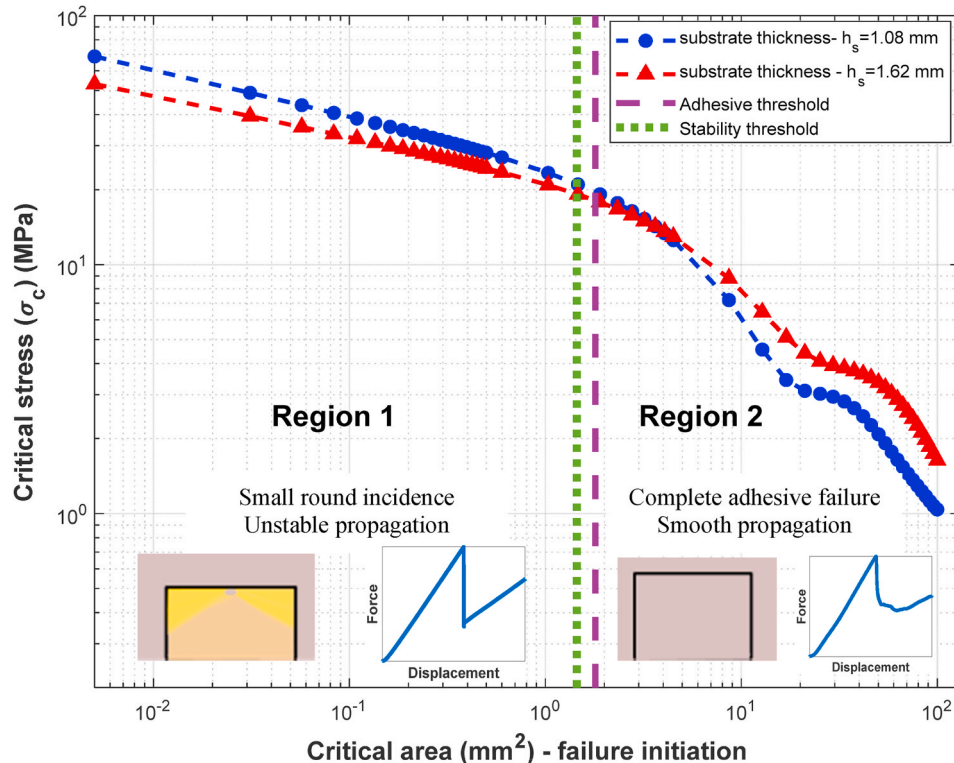 substrate thickness- h_s=1.08 mm
substrate thickness - h_s=1.62 mm
Adhesive threshold
Stability threshold
Critical stress (σ_c) (MPa)
10^2
10^1
10^0
Region 1
Region 2
Small round incidence
Unstable propagation
Complete adhesive failure
Smooth propagation
Force
Displacement
Force
Displacement
10^-2
10^-1
10^0
10^1
10^2
Critical area (mm^2) - failure initiation